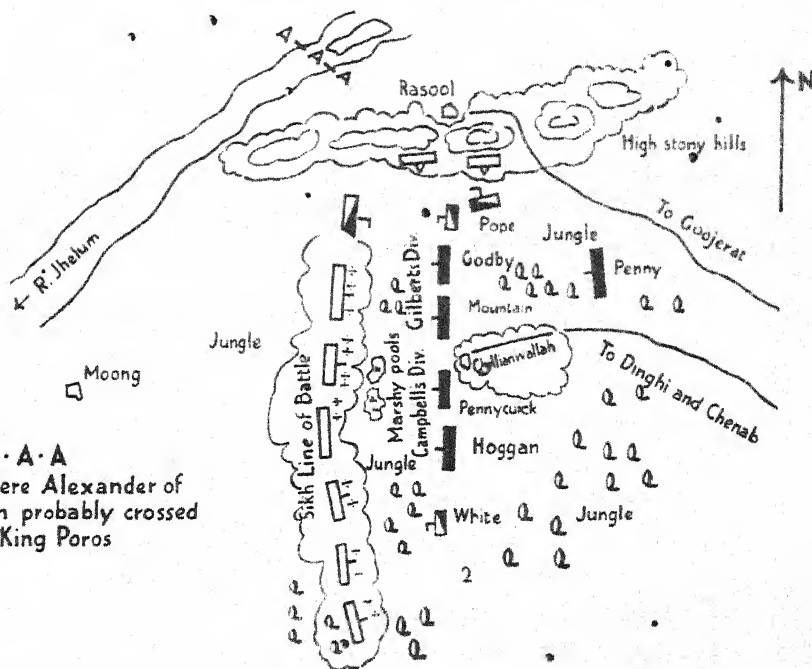 A·A·A
N
Rasool
High stony hills
To Goojerat
R. Jhelum
Pope
Jungle
Godby
Penny
Gilberts Div.
Mountain
Jungle
Moong
Sikh Line of Battle
Marshy pools
Campbell's Div.
Chillianwallah
To Dinghi and Chenab
Pennycuick
Hoggan
Jungle
White
Jungle
2
·A·A
ere Alexander of
probably crossed
King Poros